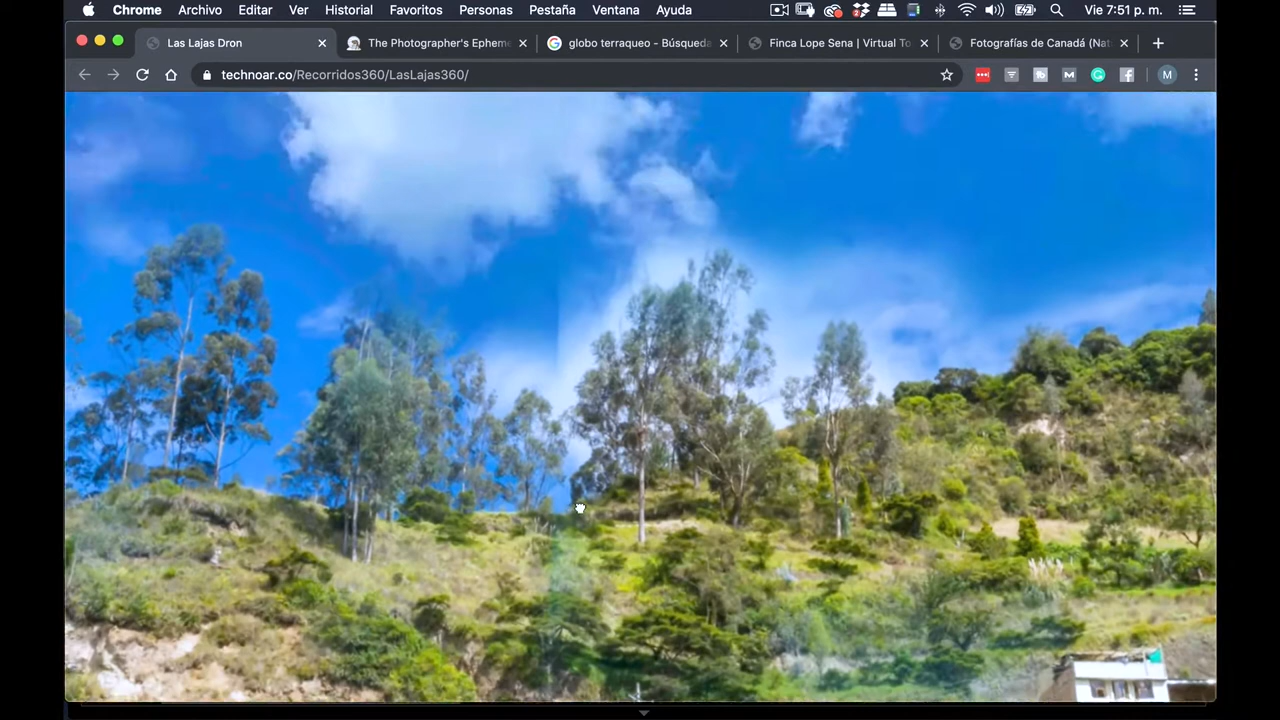 Chrome Archivo Editar Ver Historial Favoritos Personas Pestaña Ventana Ayuda Vie 7:51 p. m.
Las Lajas Dron The Photographer's Ephem globo terraqueo - Búsqueda Finca Lope Sena | Virtual To Fotografías de Canadá (Nat
technoar.co/Recorridos360/LasLajas360/ M